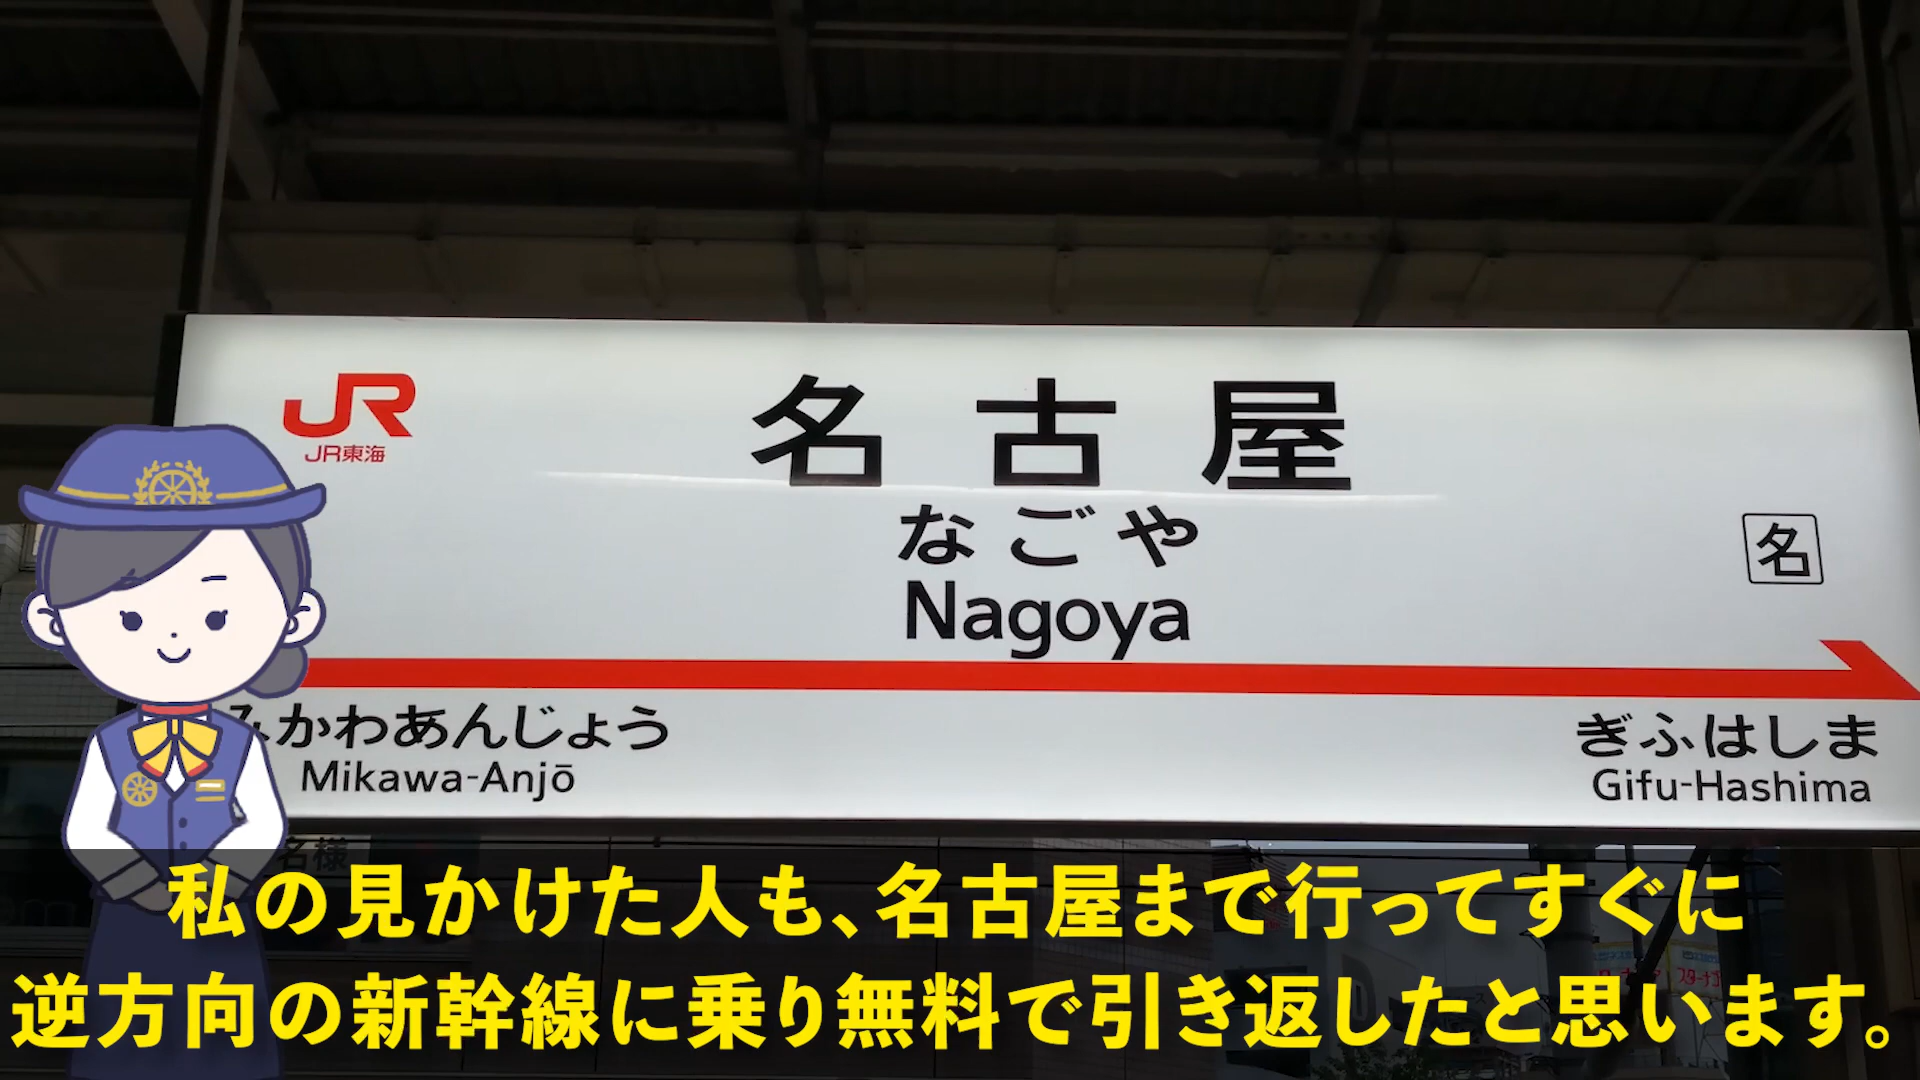 JR
JR東海
名古屋
なごや
Nagoya
名
みかわあんじょう
Mikawa-Anjō
ぎふはしま
Gifu-Hashima
名様
私の見かけた人も、名古屋まで行ってすぐに
逆方向の新幹線に乗り無料で引き返したと思います。